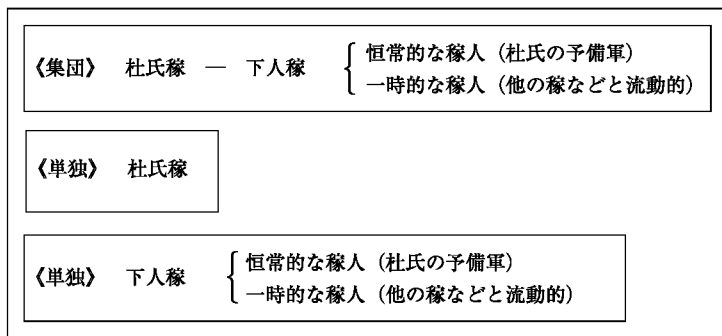 《集団》 杜氏稼 ― 下人稼 { 恒常的な稼人（杜氏の予備軍）
一時的な稼人（他の稼などと流動的）
《単独》 杜氏稼
《単独》 下人稼 { 恒常的な稼人（杜氏の予備軍）
一時的な稼人（他の稼などと流動的）